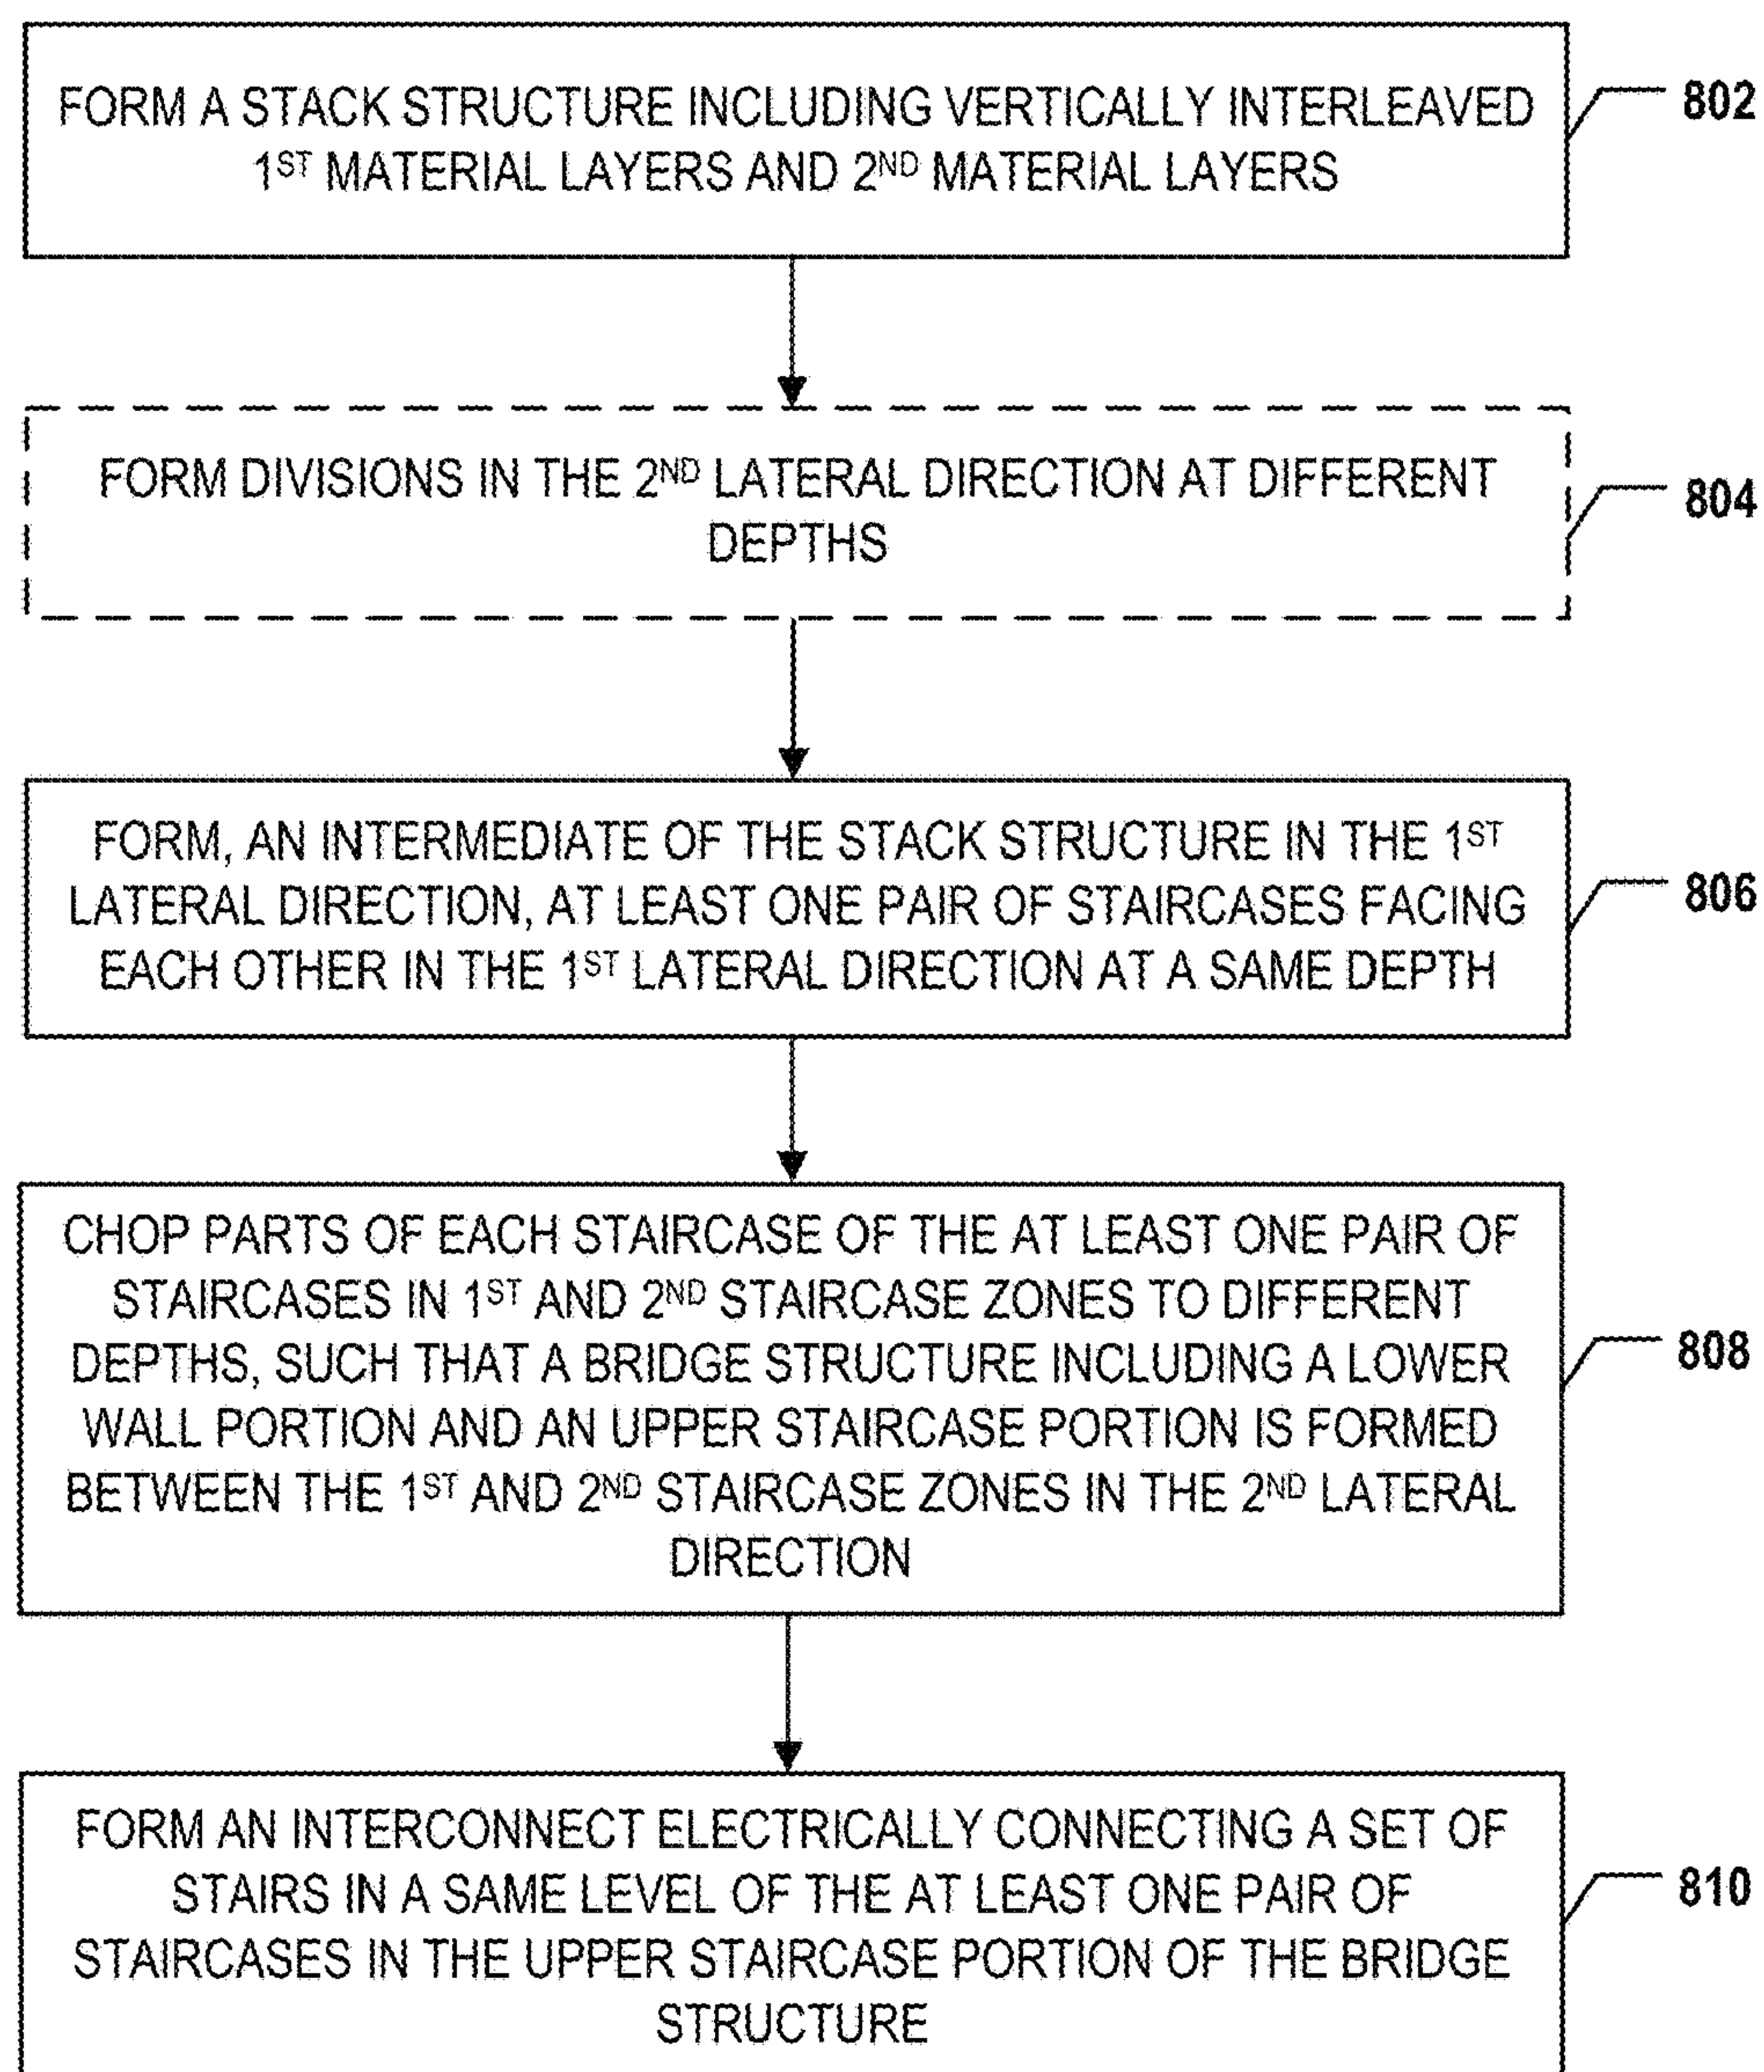 FORM A STACK STRUCTURE INCLUDING VERTICALLY INTERLEAVED
1ST MATERIAL LAYERS AND 2ND MATERIAL LAYERS
802
FORM DIVISIONS IN THE 2ND LATERAL DIRECTION AT DIFFERENT
DEPTHS
804
FORM, AN INTERMEDIATE OF THE STACK STRUCTURE IN THE 1ST
LATERAL DIRECTION, AT LEAST ONE PAIR OF STAIRCASES FACING
EACH OTHER IN THE 1ST LATERAL DIRECTION AT A SAME DEPTH
806
CHOP PARTS OF EACH STAIRCASE OF THE AT LEAST ONE PAIR OF
STAIRCASES IN 1ST AND 2ND STAIRCASE ZONES TO DIFFERENT
DEPTHS, SUCH THAT A BRIDGE STRUCTURE INCLUDING A LOWER
WALL PORTION AND AN UPPER STAIRCASE PORTION IS FORMED
BETWEEN THE 1ST AND 2ND STAIRCASE ZONES IN THE 2ND LATERAL
DIRECTION
808
FORM AN INTERCONNECT ELECTRICALLY CONNECTING A SET OF
STAIRS IN A SAME LEVEL OF THE AT LEAST ONE PAIR OF
STAIRCASES IN THE UPPER STAIRCASE PORTION OF THE BRIDGE
STRUCTURE
810